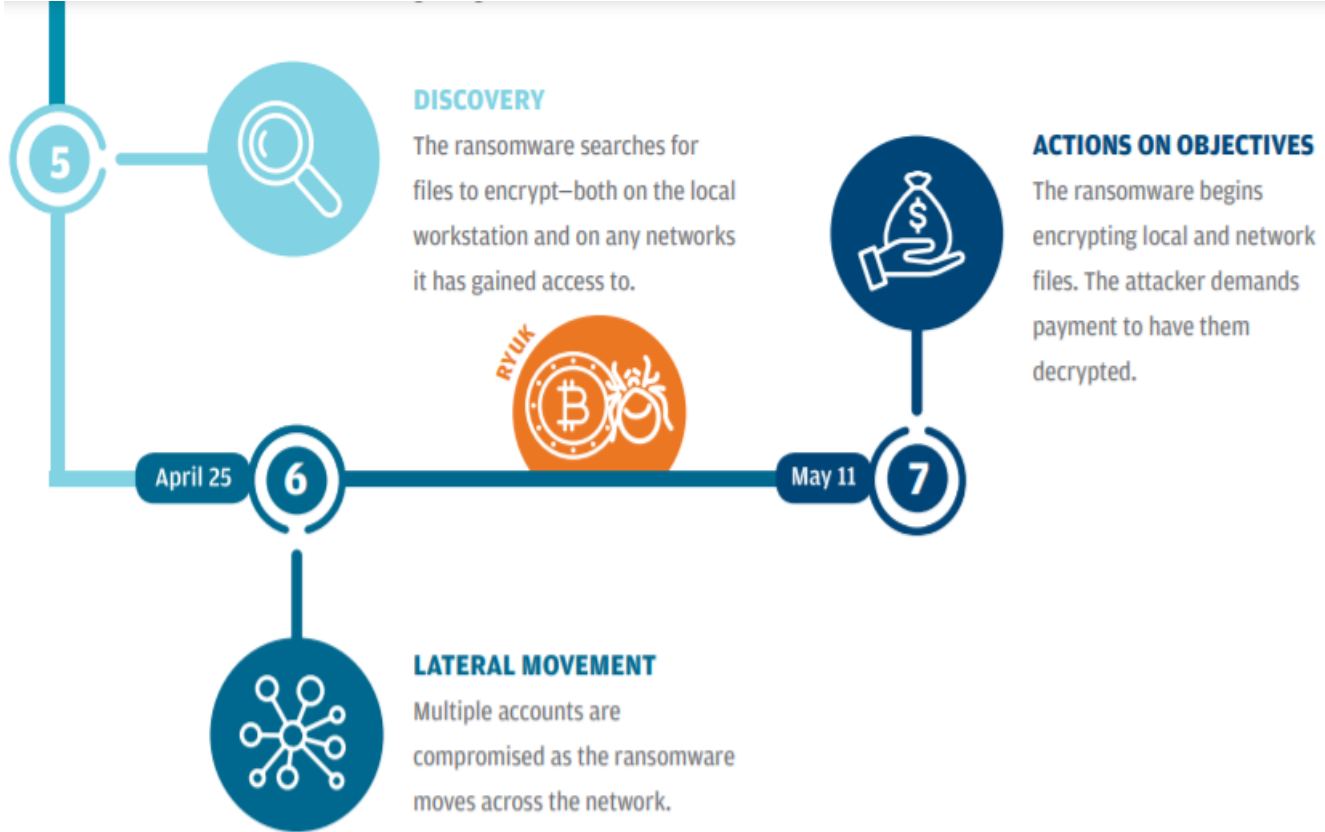 5
DISCOVERY
The ransomware searches for
files to encrypt—both on the local
workstation and on any networks
it has gained access to.
ACTIONS ON OBJECTIVES
The ransomware begins
encrypting local and network
files. The attacker demands
payment to have them
decrypted.
$
RYUK
₿
April 25
6
May 11
7
LATERAL MOVEMENT
Multiple accounts are
compromised as the ransomware
moves across the network.